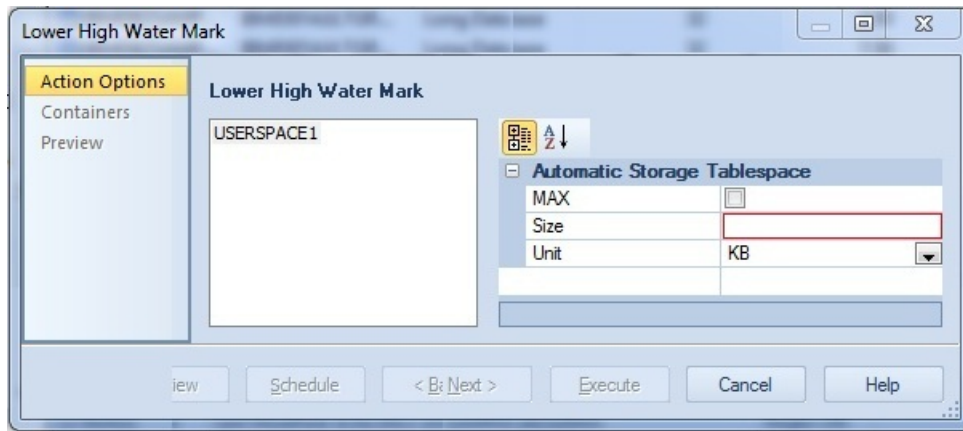 Lower High Water Mark
Action Options
Containers
Preview
Lower High Water Mark
USERSPACE1
A
Z
Automatic Storage Tablespace
MAX
Size
Unit KB
iew Schedule < Ba Next > Execute Cancel Help